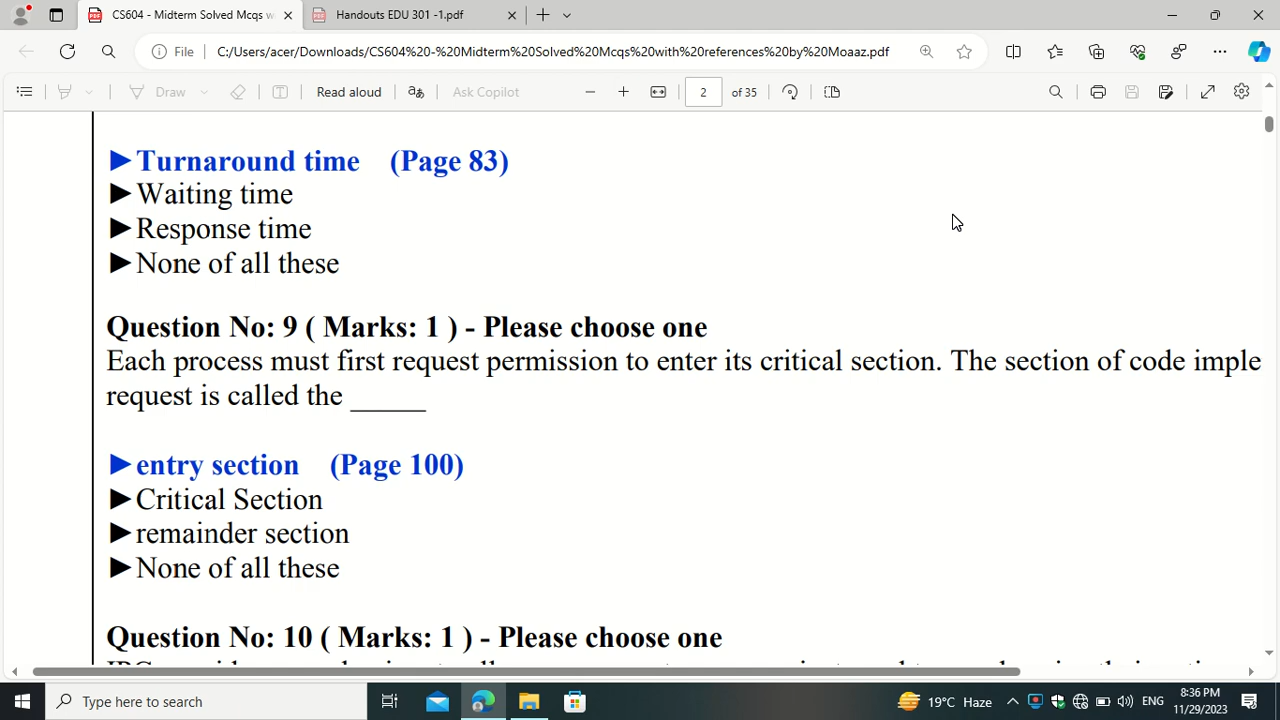 CS604 - Midterm Solved Mcqs w
Handouts EDU 301 -1.pdf
File
C:/Users/acer/Downloads/CS604%20-%20Midterm%20Solved%20Mcqs%20with%20references%20by%20Moaaz.pdf
Draw
Read aloud
Ask Copilot
2 of 35
►Turnaround time (Page 83)
►Waiting time
►Response time
►None of all these
Question No: 9 ( Marks: 1 ) - Please choose one
Each process must first request permission to enter its critical section. The section of code imple
request is called the ______
►entry section (Page 100)
►Critical Section
►remainder section
►None of all these
Question No: 10 ( Marks: 1 ) - Please choose one
Type here to search
19°C Haze
ENG
8:36 PM
11/29/2023